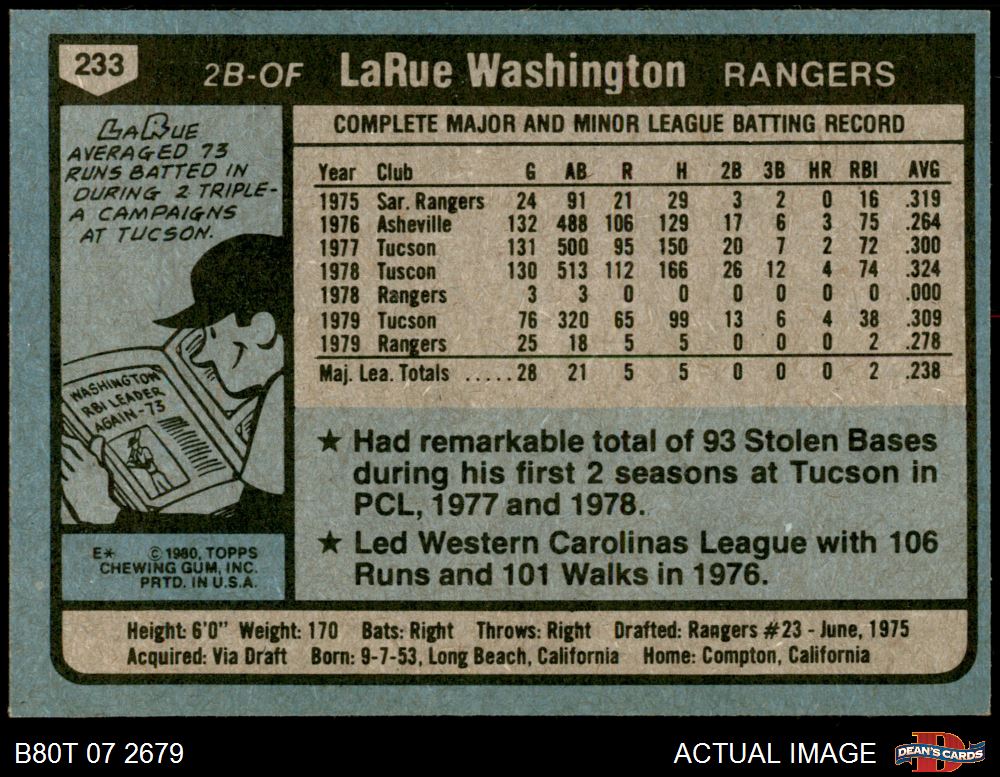 233
2B-OF LaRue Washington RANGERS
LARUE
AVERAGED 73
RUNS BATTED IN
DURING 2 TRIPLE-
A CAMPAIGNS
AT TUCSON.
WASHINGTON
RBI LEADER
AGAIN-73
E* © 1980, TOPPS
CHEWING GUM, INC.
PRTD. IN U.S.A.
COMPLETE MAJOR AND MINOR LEAGUE BATTING RECORD
Year Club G AB R H 2B 3B HR RBI AVG
1975 Sar. Rangers 24 91 21 29 3 2 0 16 .319
1976 Asheville 132 488 106 129 17 6 3 75 .264
1977 Tucson 131 500 95 150 20 7 2 72 .300
1978 Tuscon 130 513 112 166 26 12 4 74 .324
1978 Rangers 3 3 0 0 0 0 0 0 .000
1979 Tucson 76 320 65 99 13 6 4 38 .309
1979 Rangers 25 18 5 5 0 0 0 2 .278
Maj. Lea. Totals .....28 21 5 5 0 0 0 2 .238
★ Had remarkable total of 93 Stolen Bases
during his first 2 seasons at Tucson in
PCL, 1977 and 1978.
★ Led Western Carolinas League with 106
Runs and 101 Walks in 1976.
Height: 6'0" Weight: 170 Bats: Right Throws: Right Drafted: Rangers #23 - June, 1975
Acquired: Via Draft Born: 9-7-53, Long Beach, California Home: Compton, California
B80T 07 2679 ACTUAL IMAGE
D
DEAN'S CARDS